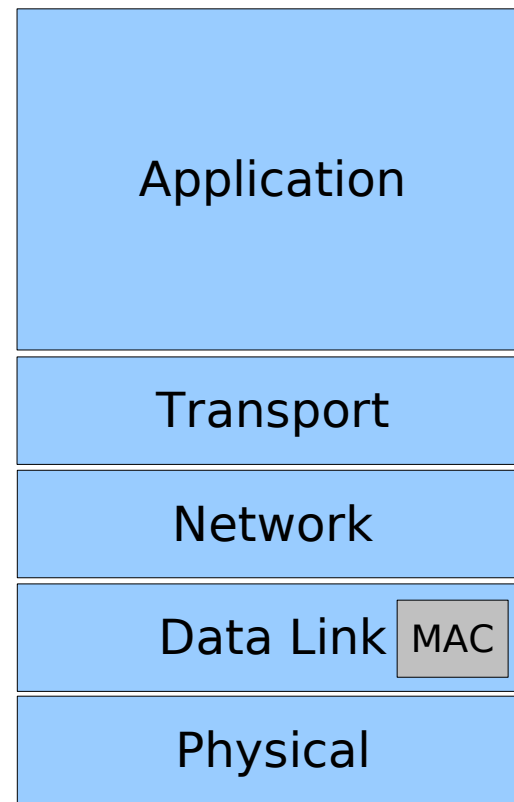 Application
Transport
Network
Data Link MAC
Physical